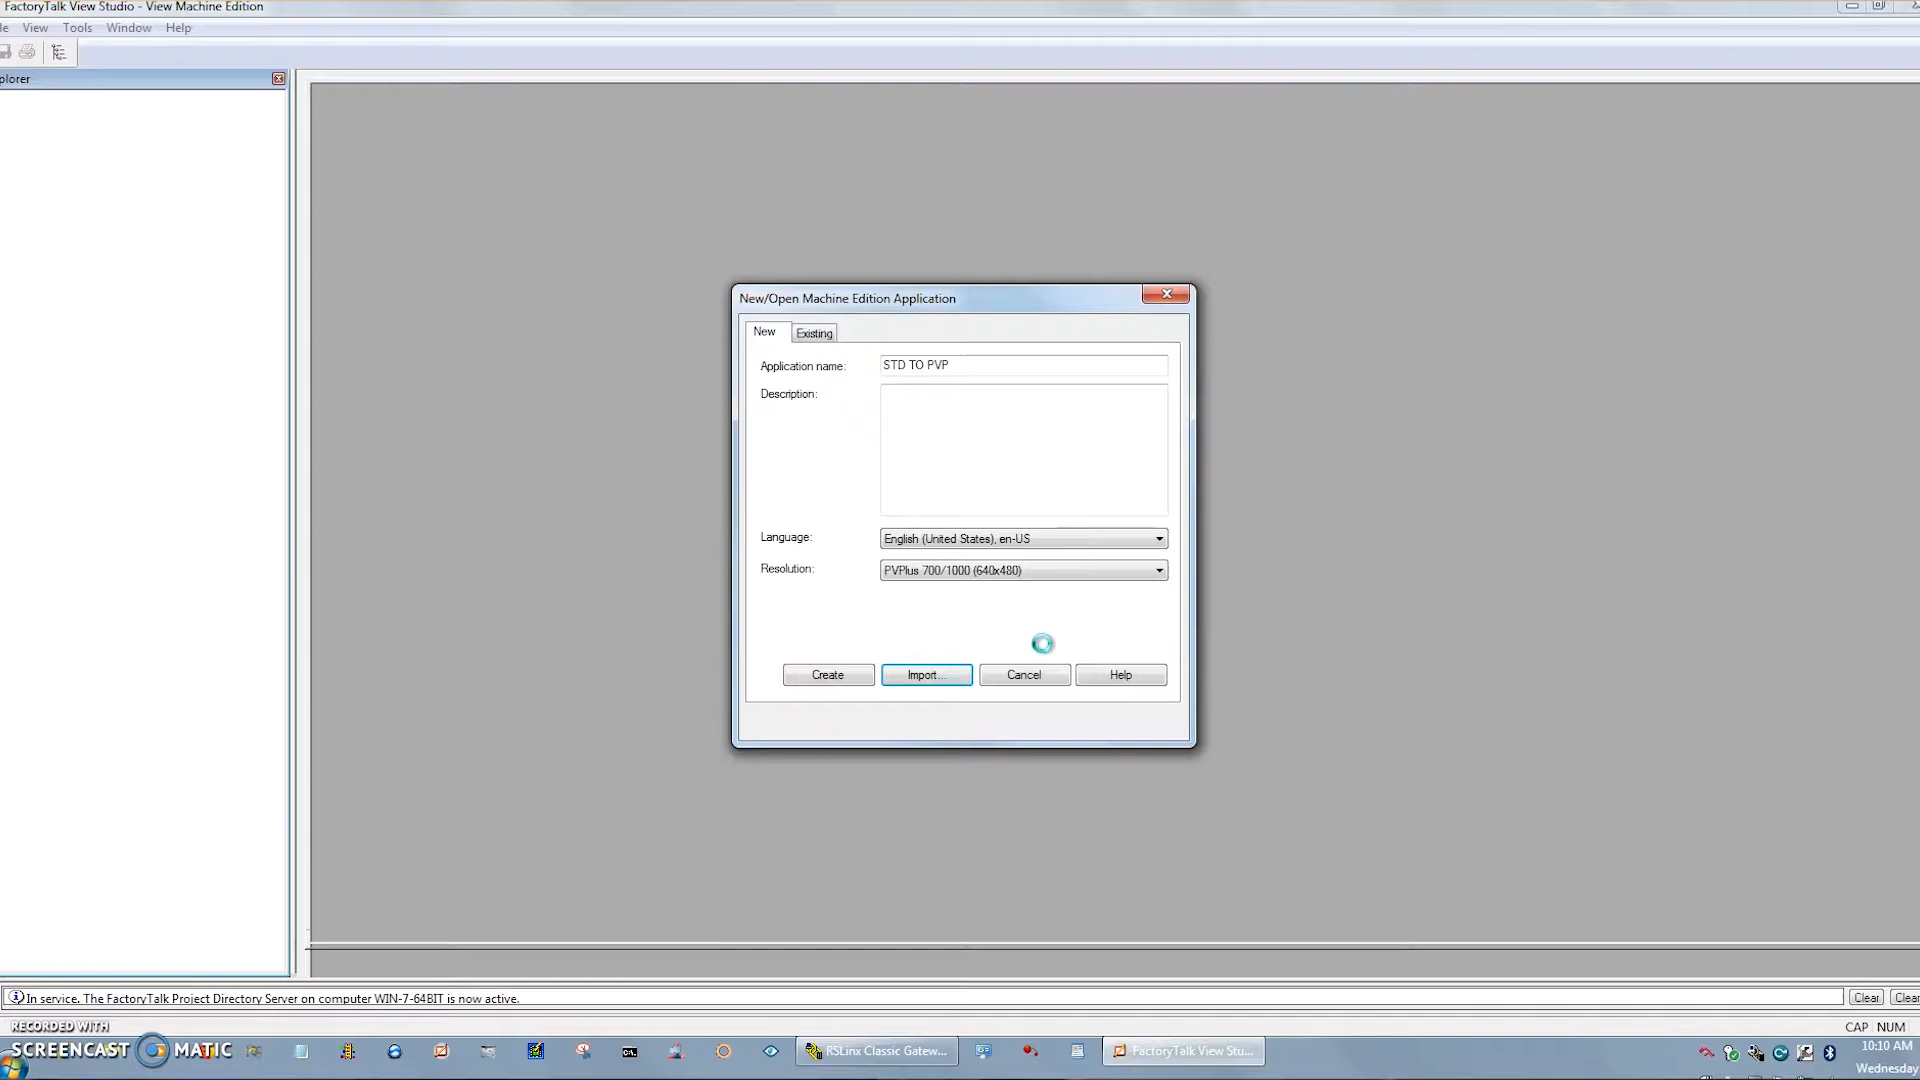 FactoryTalk View Studio - View Machine Edition
View Tools Window Help
plorer
New/Open Machine Edition Application
New Existing
Application name: STD TO PVP
Description:
Language: English (United States), en-US
Resolution: PVPlus 700/1000 (640x480)
Create Import... Cancel Help
In service. The FactoryTalk Project Directory Server on computer WIN-7-64BIT is now active.
Clear Clear
RECORDED WITH
CAP NUM
SCREENCAST MATIC
RSLinx Classic Gatew...
FactoryTalk View Stu...
10:10 AM
Wednesday